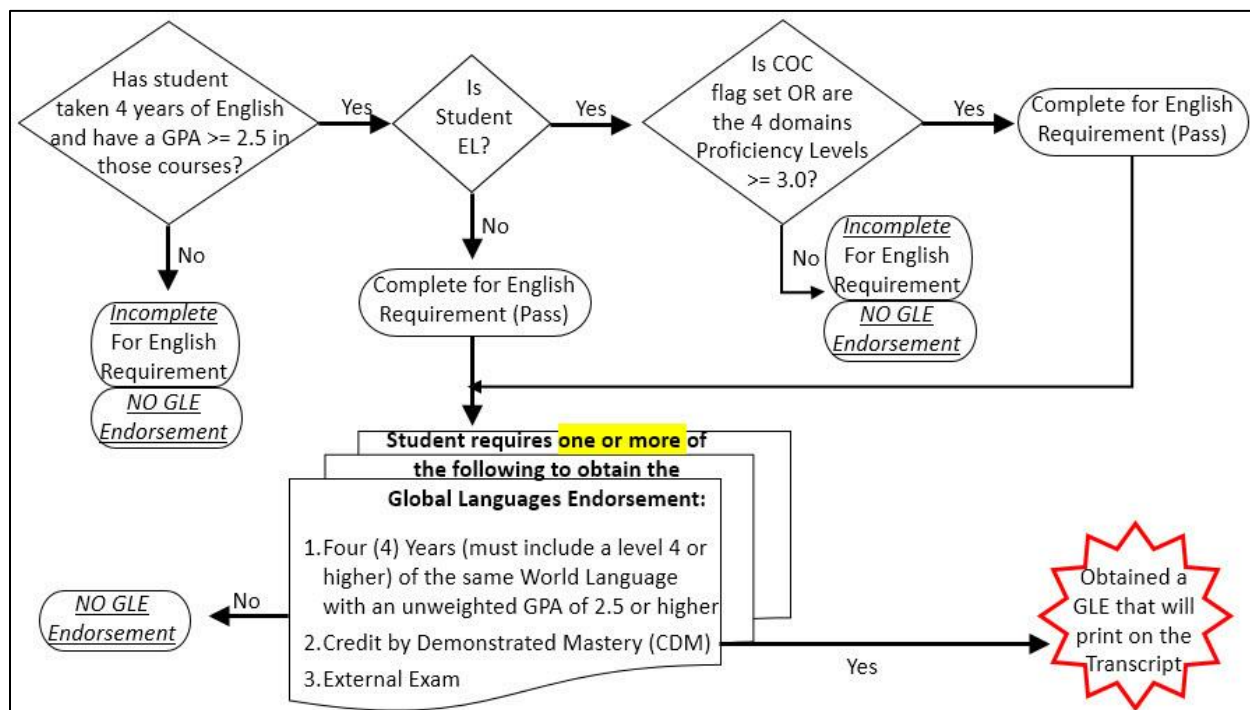 Has student
taken 4 years of English
and have a GPA >= 2.5 in
those courses?
Yes
Is
Student
EL?
Yes
Is COC
flag set OR are
the 4 domains
Proficiency Levels
>= 3.0?
Yes
Complete for English
Requirement (Pass)
No
Incomplete
For English
Requirement
NO GLE
Endorsement
No
Complete for English
Requirement (Pass)
No
Incomplete
For English
Requirement
NO GLE
Endorsement
Student requires one or more of
the following to obtain the
Global Languages Endorsement:
1.Four (4) Years (must include a level 4 or
higher) of the same World Language
with an unweighted GPA of 2.5 or higher
2.Credit by Demonstrated Mastery (CDM)
3.External Exam
No
NO GLE
Endorsement
Yes
Obtained a
GLE that will
print on the
Transcript